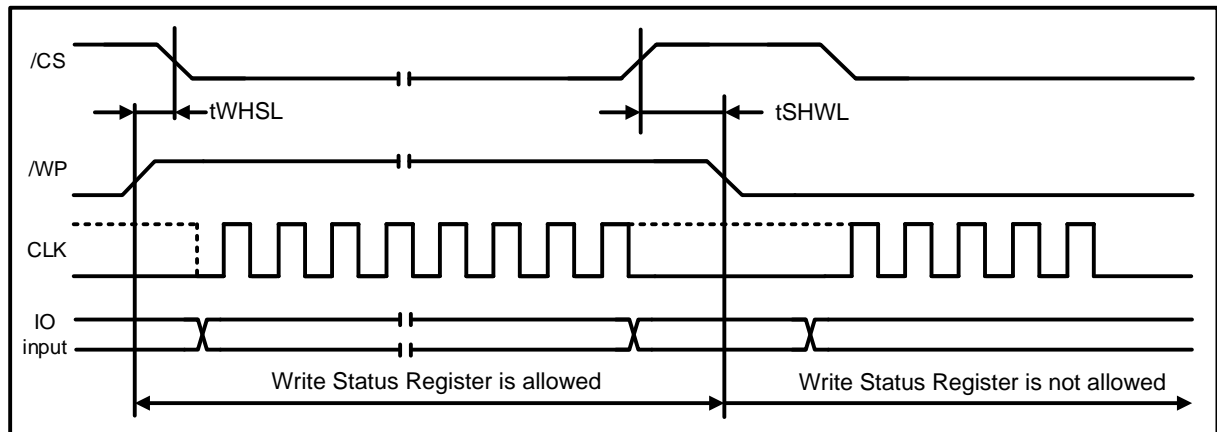 /CS
tWHSL
tSHWL
/WP
CLK
IO
input
Write Status Register is allowed
Write Status Register is not allowed